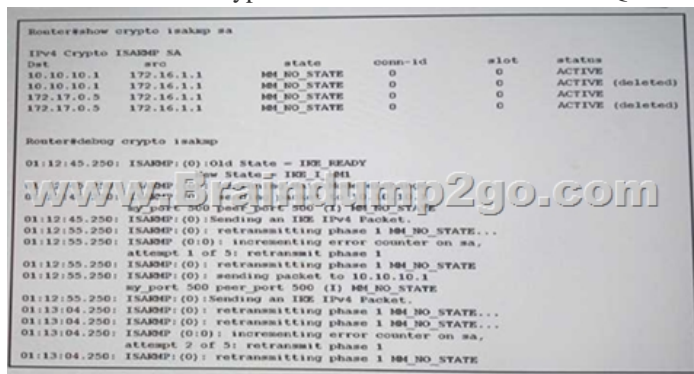 Router#show crypto isakmp sa
IPv4 Crypto ISAKMP SA
Dst src state conn-id slot status
10.10.10.1 172.16.1.1 MM_NO_STATE 0 0 ACTIVE
10.10.10.1 172.16.1.1 MM_NO_STATE 0 0 ACTIVE (deleted)
172.17.0.5 172.16.1.1 MM_NO_STATE 0 0 ACTIVE
172.17.0.5 172.16.1.1 MM_NO_STATE 0 0 ACTIVE (deleted)
Router#debug crypto isakmp
01:12:45.250: ISAKMP:(0):Old State = IKE_READY
New State = IKE_I_MM1
www.Braindump2go.com
my_port 500 peer_port 500 (I) MM_NO_STATE
01:12:45.250: ISAKMP:(0):Sending an IKE IPv4 Packet.
01:12:55.250: ISAKMP:(0): retransmitting phase 1 MM_NO_STATE...
01:12:55.250: ISAKMP (0:0): incrementing error counter on sa,
attempt 1 of 5: retransmit phase 1
01:12:55.250: ISAKMP:(0): retransmitting phase 1 MM_NO_STATE
01:12:55.250: ISAKMP:(0): sending packet to 10.10.10.1
my_port 500 peer_port 500 (I) MM_NO_STATE
01:12:55.250: ISAKMP:(0):Sending an IKE IPv4 Packet.
01:13:04.250: ISAKMP:(0): retransmitting phase 1 MM_NO_STATE...
01:13:04.250: ISAKMP:(0): retransmitting phase 1 MM_NO_STATE...
01:13:04.250: ISAKMP (0:0): incrementing error counter on sa,
attempt 2 of 5: retransmit phase 1
01:13:04.250: ISAKMP:(0): retransmitting phase 1 MM_NO_STATE